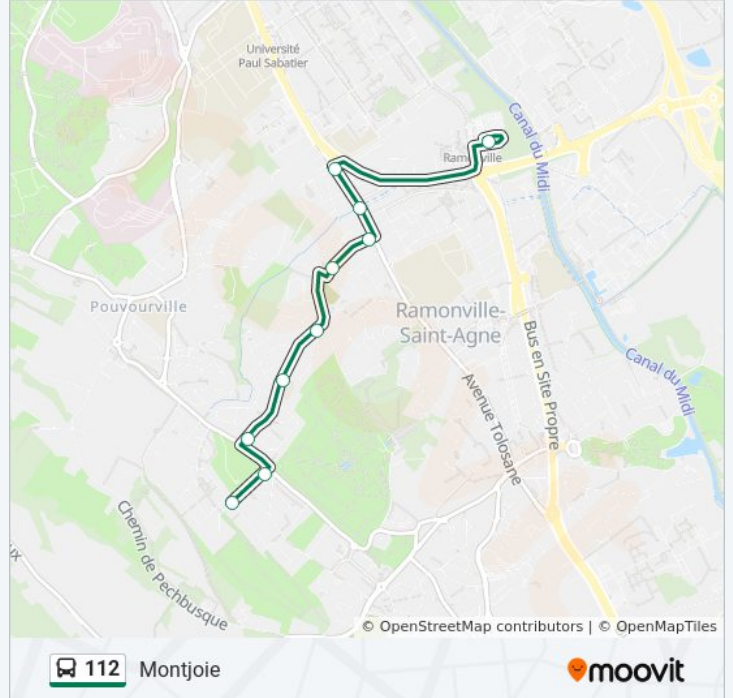 Université
Paul Sabatier
Canal du Midi
Ramonville
Pouvourville
Ramonville-
Saint-Agne
Bus en Site Propre
Canal du Midi
Avenue Tolosane
Chemin de Pechbusque
ux
© OpenStreetMap contributors | © OpenMapTiles
112 Montjoie
moovit